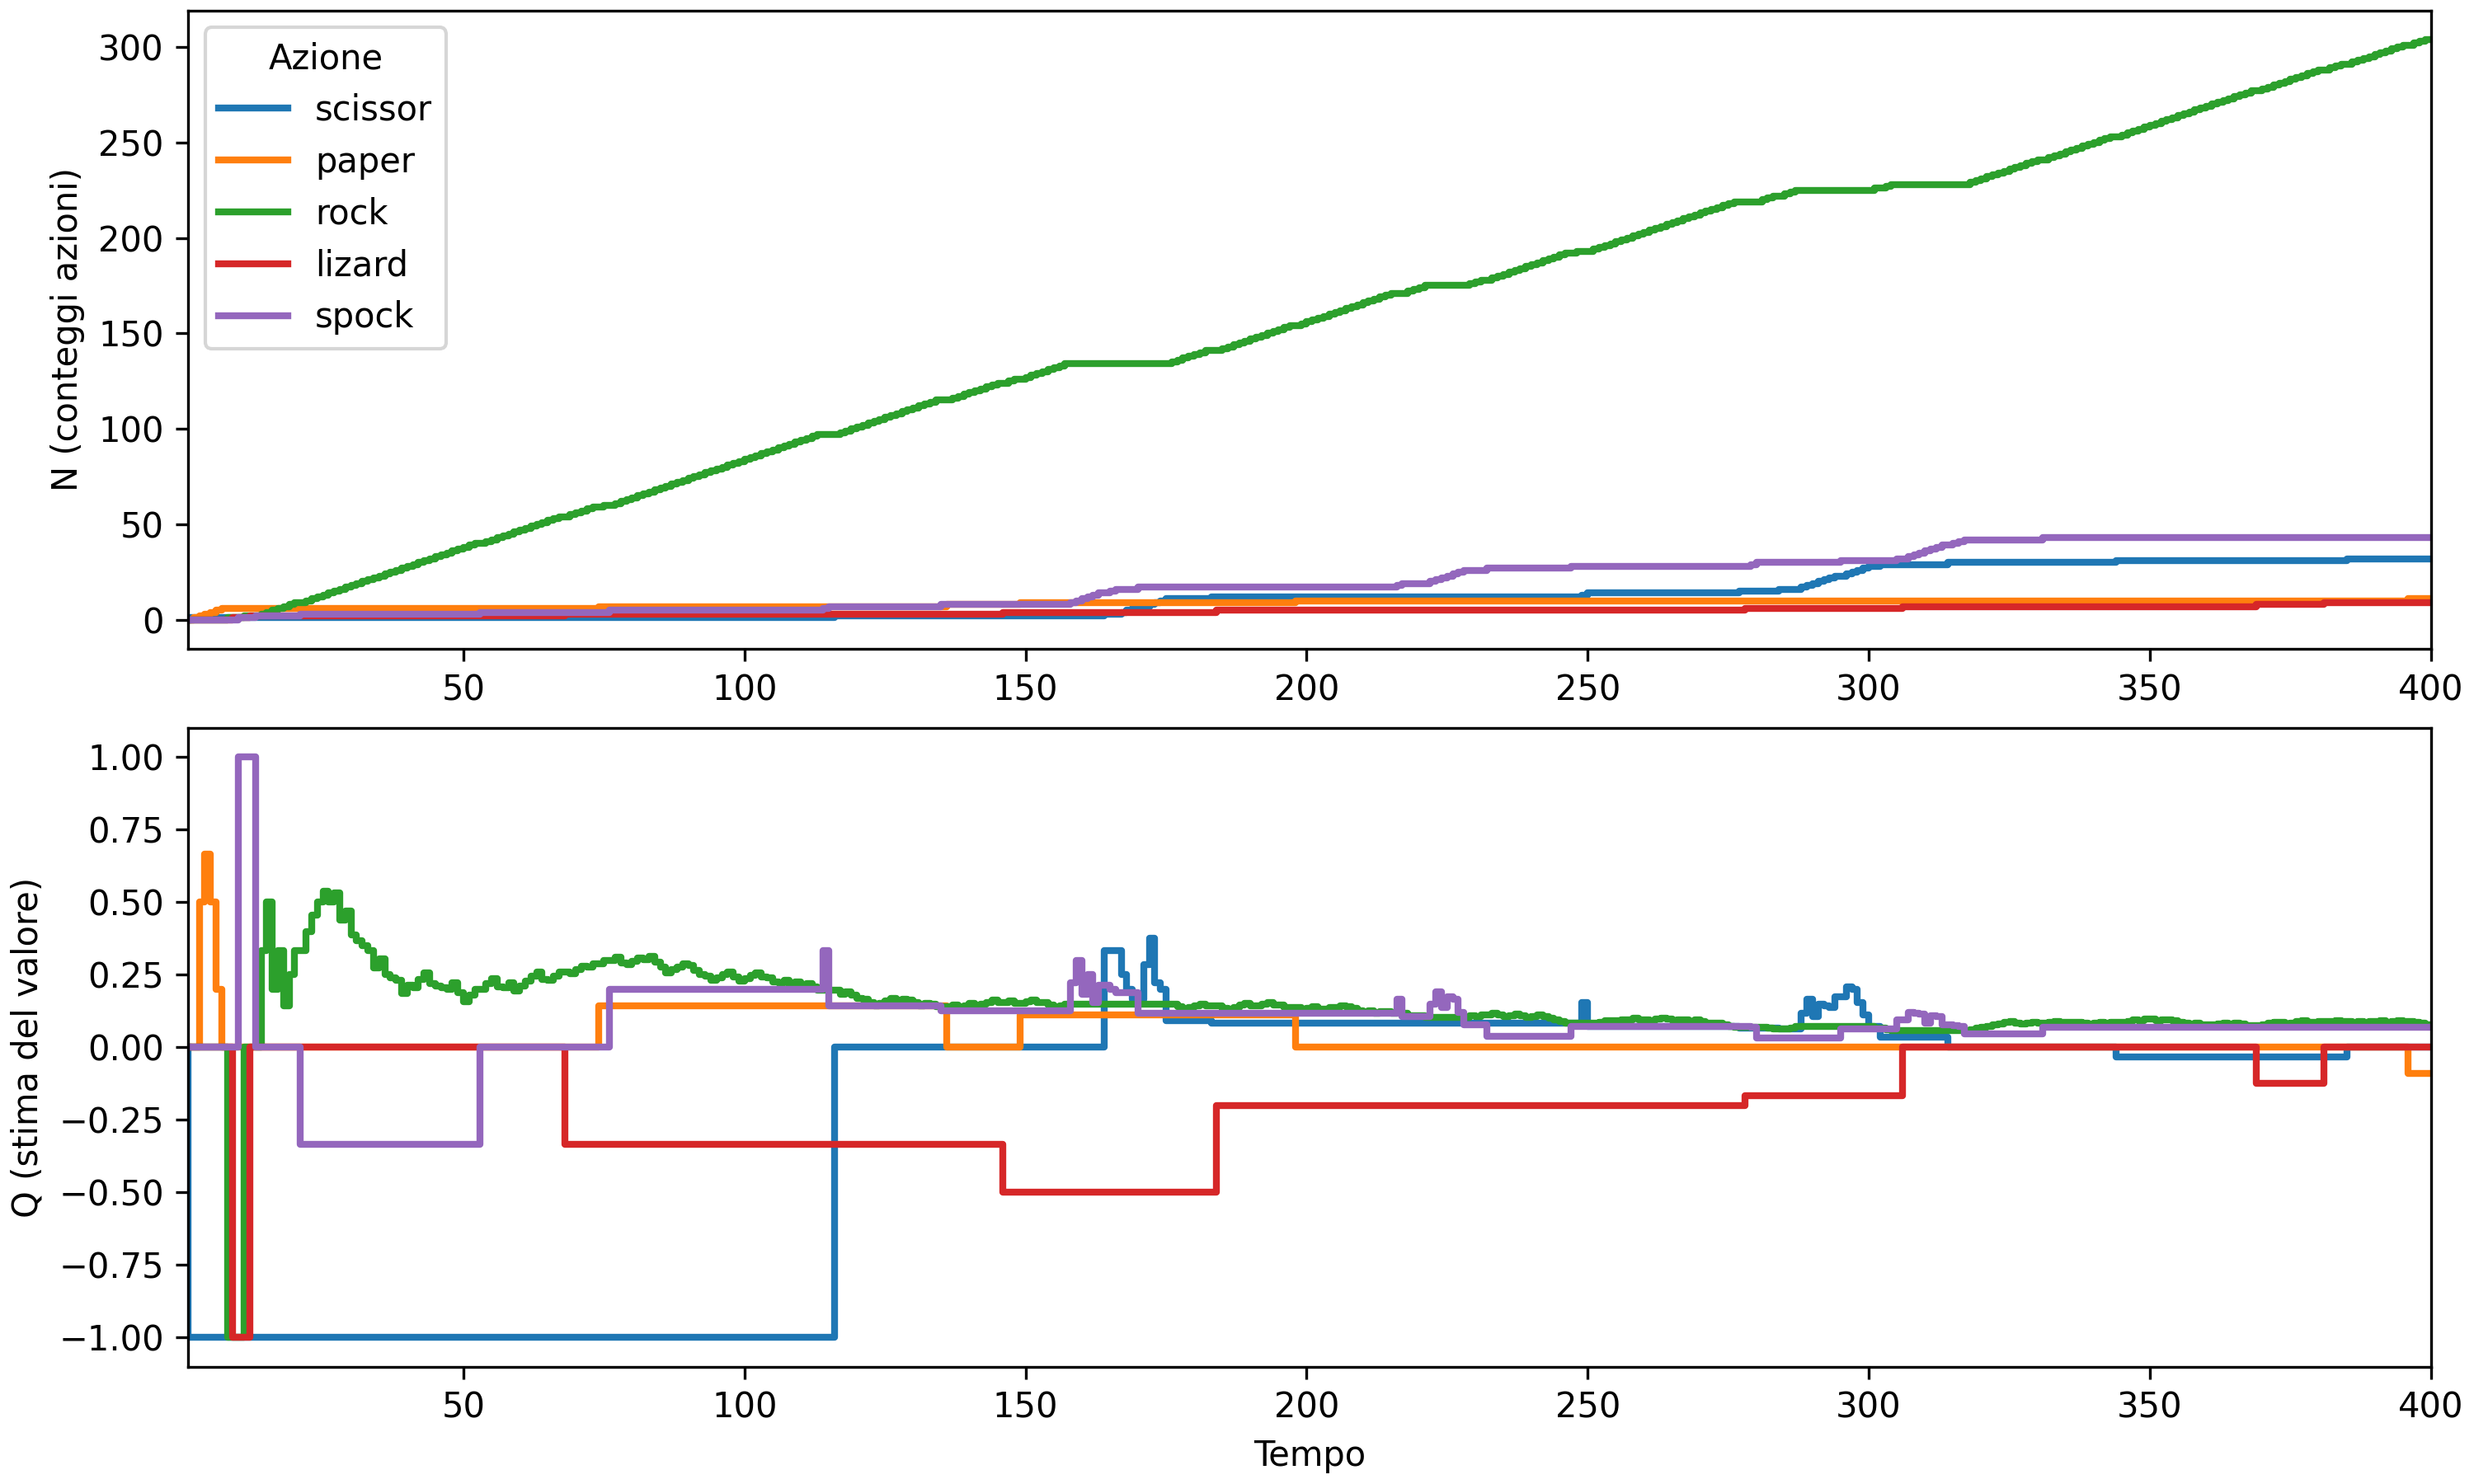 300
250
200
150
100
50
0
N (conteggi azioni)
Azione
scissor
paper
rock
lizard
spock
50 100 150 200 250 300 350 400
1.00
0.75
0.50
0.25
0.00
−0.25
−0.50
−0.75
−1.00
Q (stima del valore)
50 100 150 200 250 300 350 400
Tempo